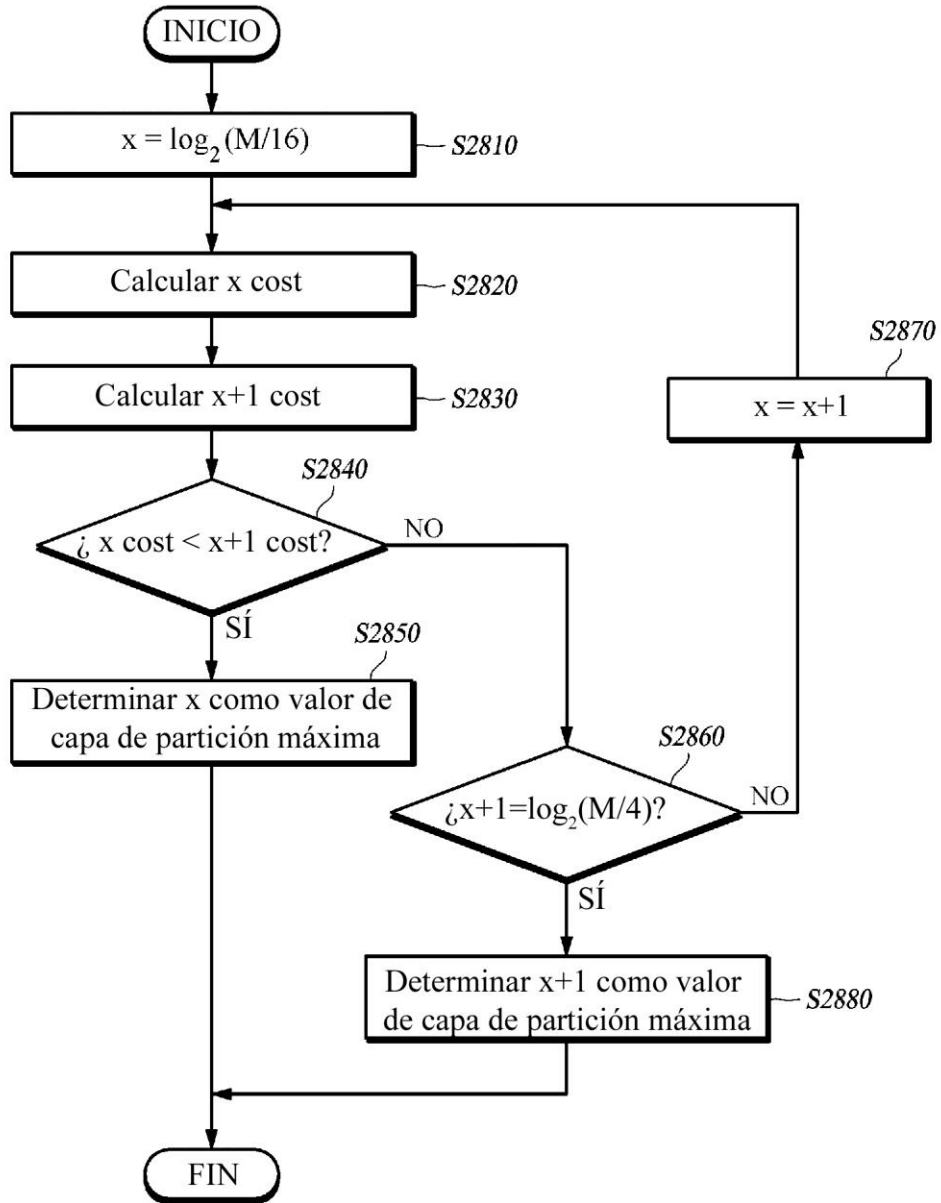 INICIO
x = log₂ (M/16)
S2810
Calcular x cost
S2820
S2870
Calcular x+1 cost
S2830
x = x+1
S2840
¿ x cost < x+1 cost?
NO
SÍ
S2850
Determinar x como valor de
capa de partición máxima
S2860
¿x+1=log₂(M/4)?
NO
SÍ
Determinar x+1 como valor
de capa de partición máxima
S2880
FIN